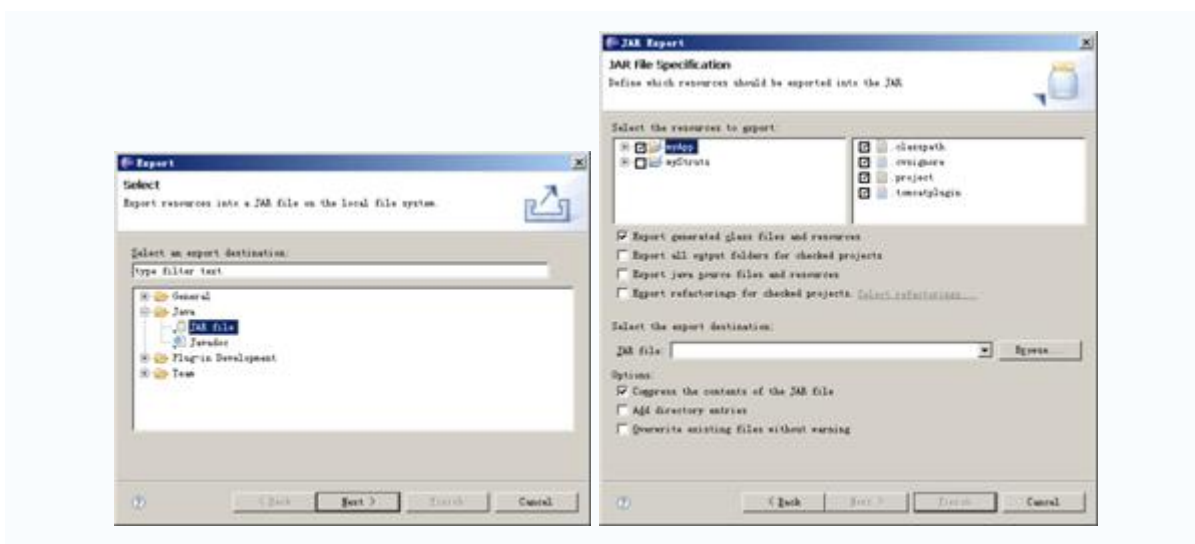 Export
Select
Export resources into a JAR file on the local file system.
Select an export destination:
type filter text
General
Java
JAR file
Javadoc
Plug-in Development
Team
< Back
Next >
Finish
Cancel
JAR Export
JAR File Specification
Define which resources should be exported into the JAR.
Select the resources to export:
myApp
myStruts
.classpath
.cvsignore
.project
.tomcatplugin
Export generated class files and resources
Export all output folders for checked projects
Export java source files and resources
Export refactorings for checked projects. Select refactorings...
Select the export destination:
JAR file:
Browse...
Options:
Compress the contents of the JAR file
Add directory entries
Overwrite existing files without warning
< Back
Next >
Finish
Cancel